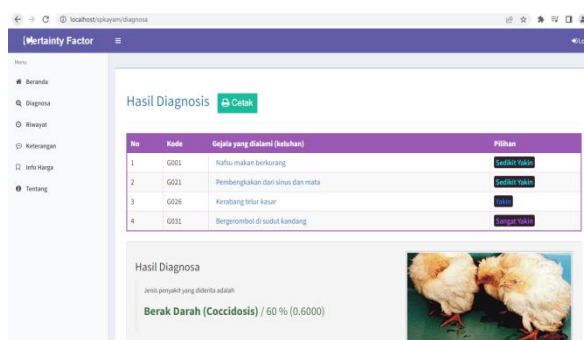 localhost/spkayam/diagnosa
Certainty Factor
Menu
Beranda
Diagnosa
Riwayat
Keterangan
Info Harga
Tentang
Hasil Diagnosis Cetak
No Kode Gejala yang dialami (keluhan) Pilihan
1 G001 Nafsu makan berkurang Sedikit Yakin
2 G021 Pembengkakan dari sinus dan mata Sedikit Yakin
3 G026 Kerabang telur kasar Yakin
4 G031 Bergerombol di sudut kandang Sangat Yakin
Hasil Diagnosa
Jenis penyakit yang diderita adalah
Berak Darah (Coccidosis) / 60 % (0.6000)